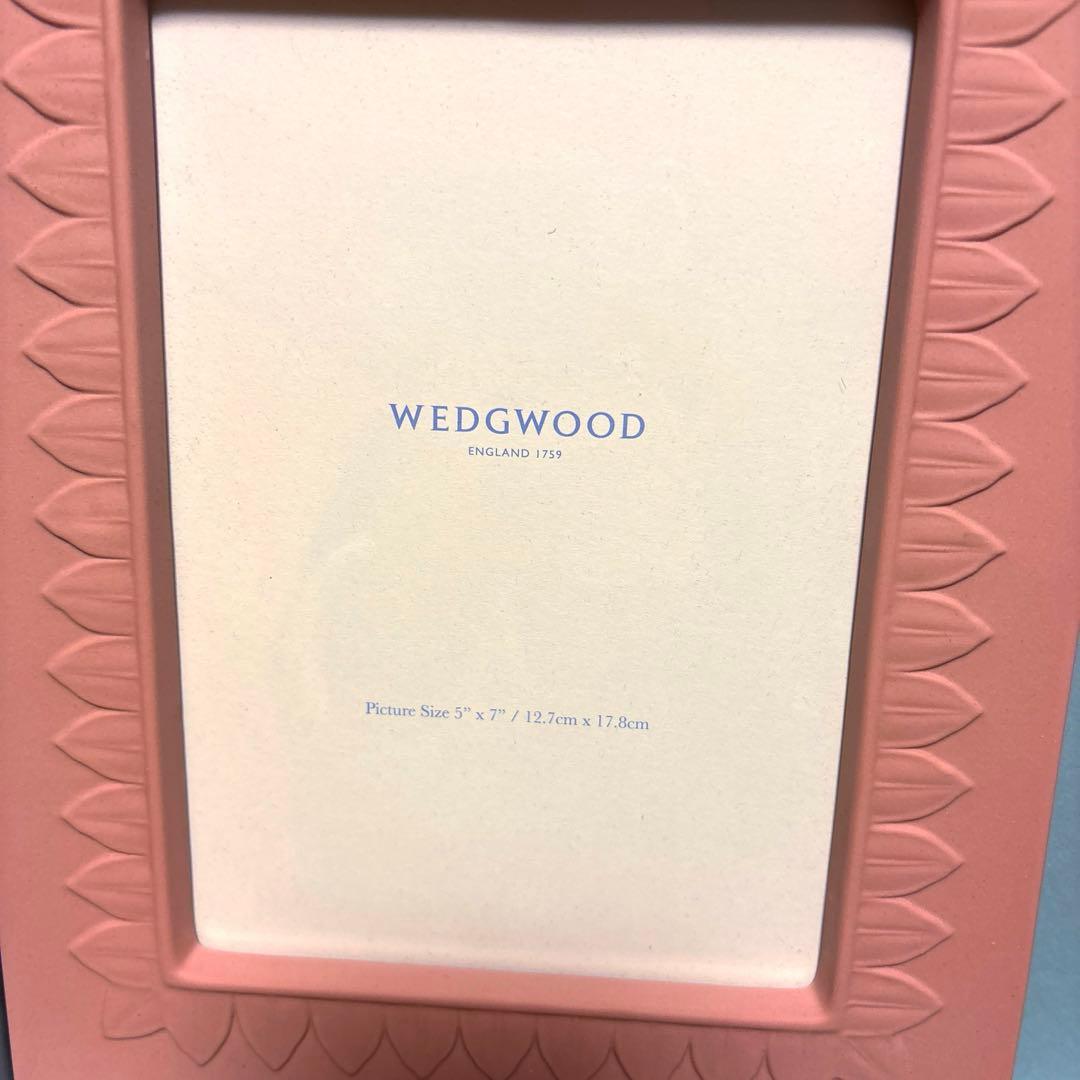 WEDGWOOD
ENGLAND 1759
Picture Size 5” x 7” / 12.7cm x 17.8cm